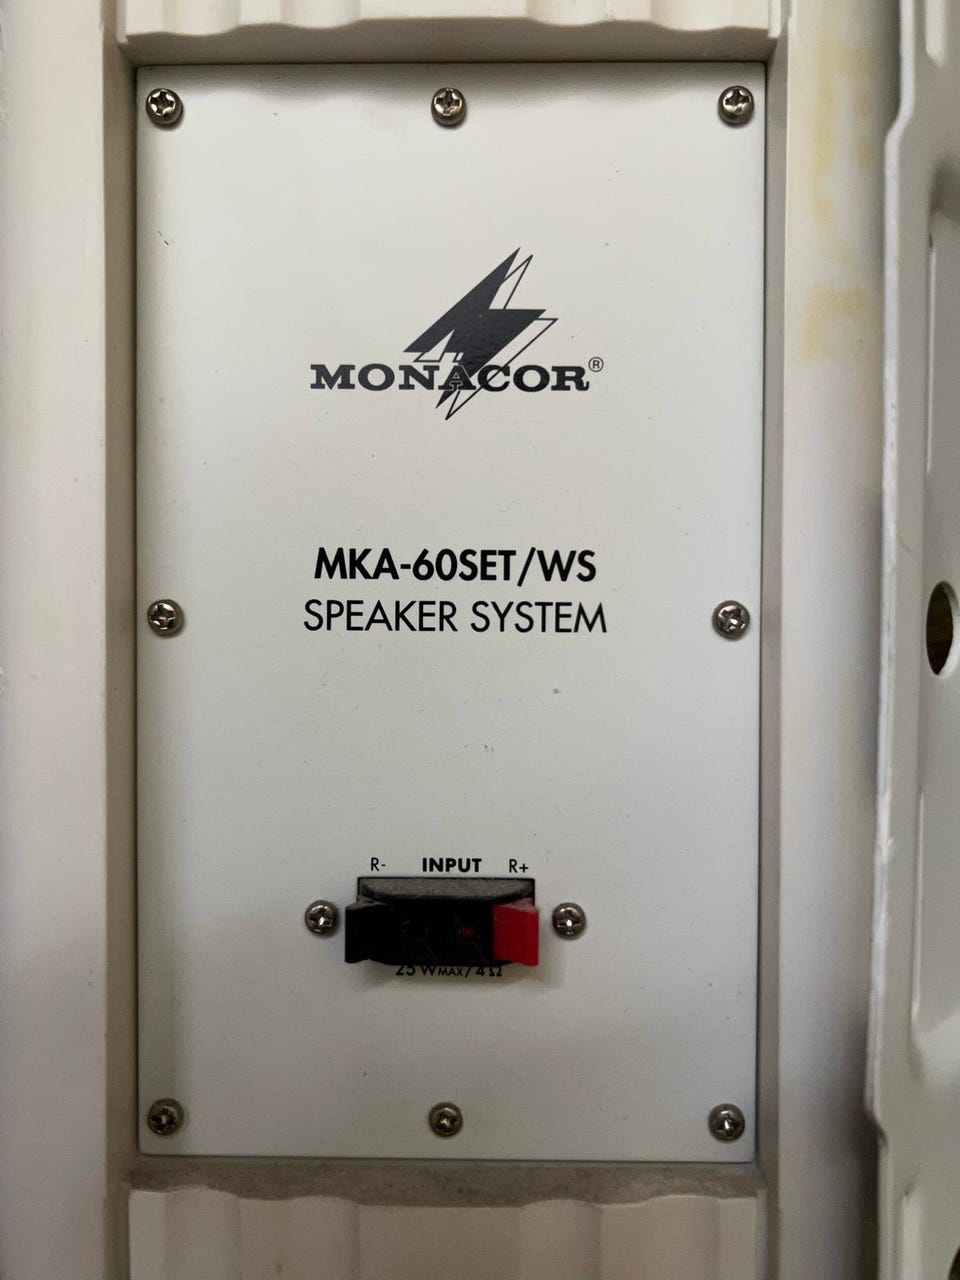 MONACOR®
MKA-60SET/WS
SPEAKER SYSTEM
R- INPUT R+
25 WMAX/4 Ω